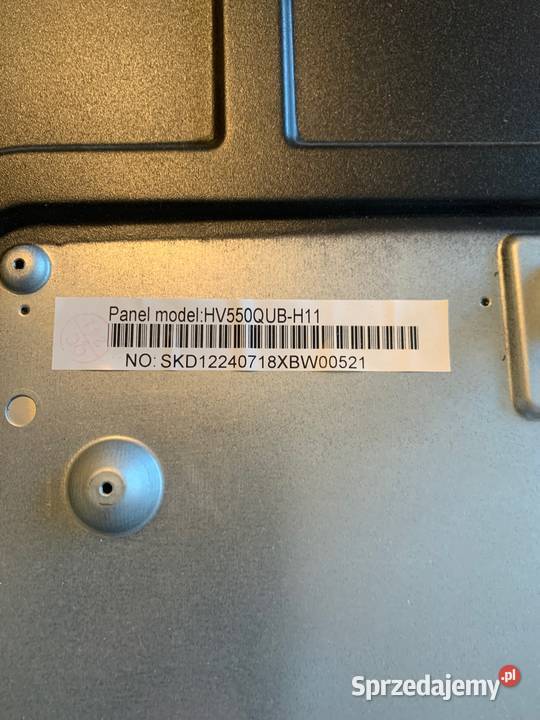 Panel model:HV550QUB-H11
NO: SKD12240718XBW00521
Sprzedajemy.pl